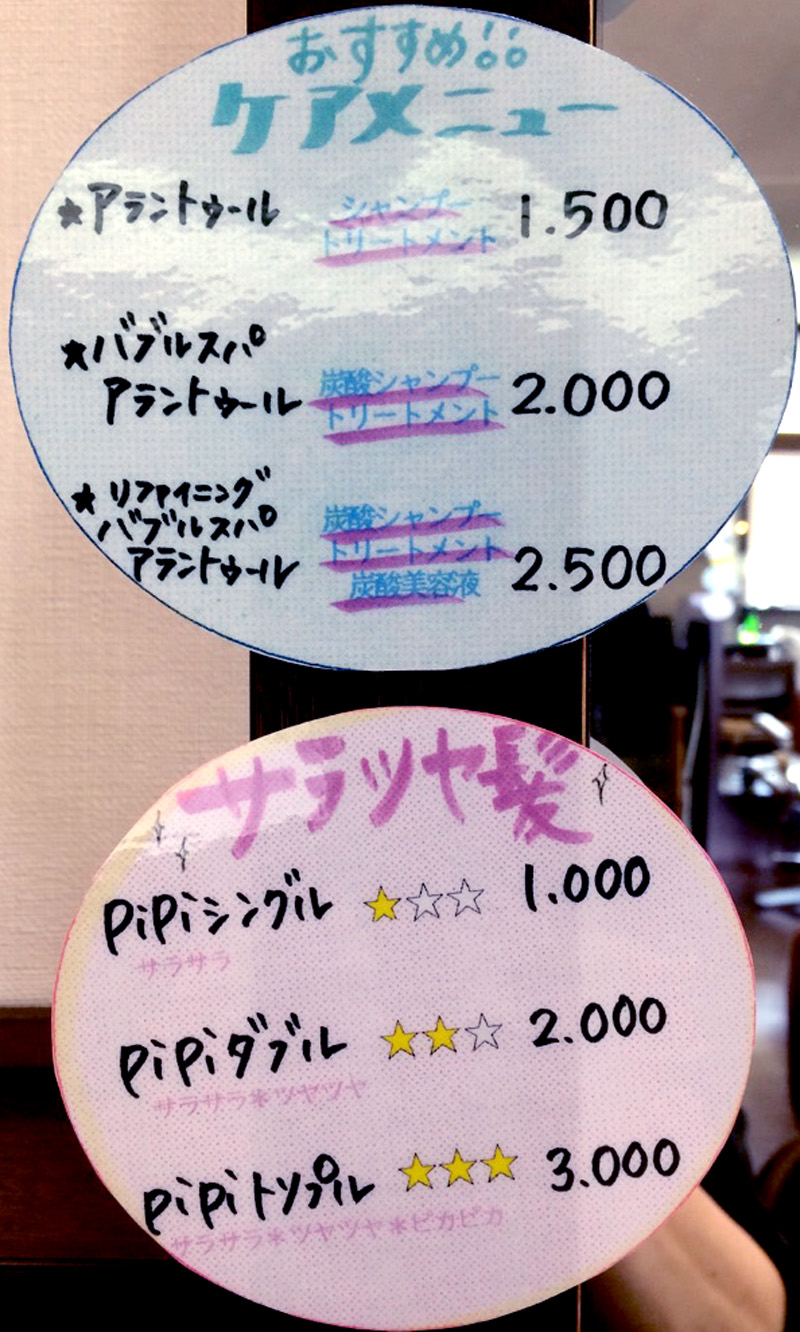 おすすめ!!
ケアメニュー
★アラントゥール シャンプー トリートメント 1.500
★バブルスパ
アラントゥール 炭酸シャンプー トリートメント 2.000
★リファイニング
バブルスパ
アラントゥール 炭酸シャンプー トリートメント 炭酸美容液 2.500
サラツヤ髪
PiPiシングル ★☆☆ 1.000
サラサラ
PiPiダブル ★★☆ 2.000
サラサラ*ツヤツヤ
PiPiトリプル ★★★ 3.000
サラサラ*ツヤツヤ*ピカピカ